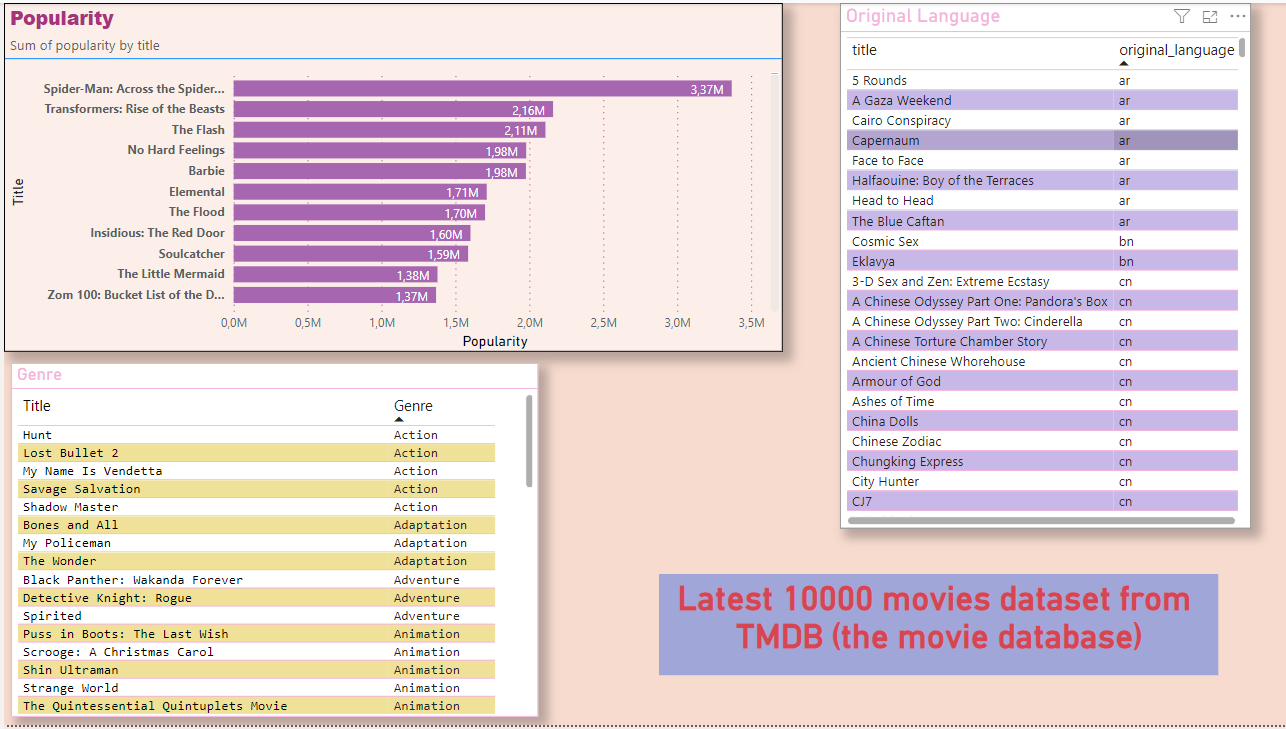 Popularity
Sum of popularity by title
Title
Spider-Man: Across the Spider... 3,37M
Transformers: Rise of the Beasts 2,16M
The Flash 2,11M
No Hard Feelings 1,98M
Barbie 1,98M
Elemental 1,71M
The Flood 1,70M
Insidious: The Red Door 1,60M
Soulcatcher 1,59M
The Little Mermaid 1,38M
Zom 100: Bucket List of the D... 1,37M
0,0M 0,5M 1,0M 1,5M 2,0M 2,5M 3,0M 3,5M
Popularity
Original Language
title original_language
5 Rounds ar
A Gaza Weekend ar
Cairo Conspiracy ar
Capernaum ar
Face to Face ar
Halfaouine: Boy of the Terraces ar
Head to Head ar
The Blue Caftan ar
Cosmic Sex bn
Eklavya bn
3-D Sex and Zen: Extreme Ecstasy cn
A Chinese Odyssey Part One: Pandora's Box cn
A Chinese Odyssey Part Two: Cinderella cn
A Chinese Torture Chamber Story cn
Ancient Chinese Whorehouse cn
Armour of God cn
Ashes of Time cn
China Dolls cn
Chinese Zodiac cn
Chungking Express cn
City Hunter cn
CJ7 cn
Genre
Title Genre
Hunt Action
Lost Bullet 2 Action
My Name Is Vendetta Action
Savage Salvation Action
Shadow Master Action
Bones and All Adaptation
My Policeman Adaptation
The Wonder Adaptation
Black Panther: Wakanda Forever Adventure
Detective Knight: Rogue Adventure
Spirited Adventure
Puss in Boots: The Last Wish Animation
Scrooge: A Christmas Carol Animation
Shin Ultraman Animation
Strange World Animation
The Quintessential Quintuplets Movie Animation
Latest 10000 movies dataset from
TMDB (the movie database)